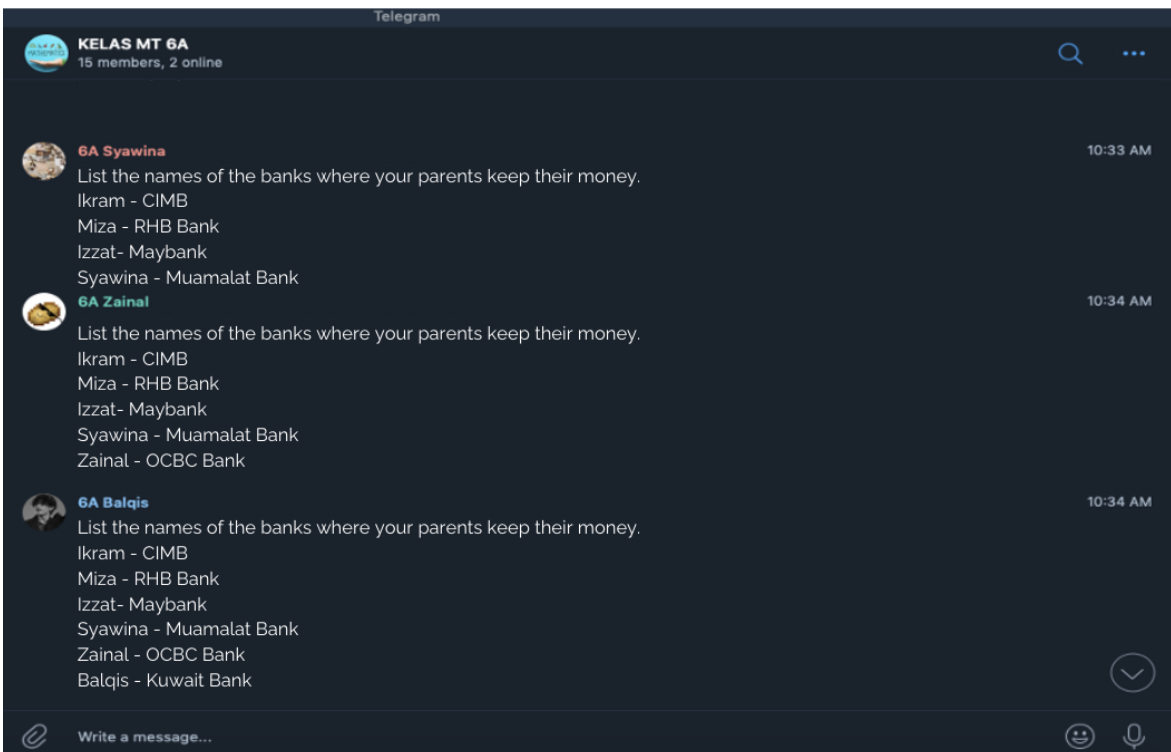 Telegram
KELAS MT 6A
15 members, 2 online
6A Syawina
10:33 AM
List the names of the banks where your parents keep their money.
Ikram - CIMB
Miza - RHB Bank
Izzat- Maybank
Syawina - Muamalat Bank
6A Zainal
10:34 AM
List the names of the banks where your parents keep their money.
Ikram - CIMB
Miza - RHB Bank
Izzat- Maybank
Syawina - Muamalat Bank
Zainal - OCBC Bank
6A Balqis
10:34 AM
List the names of the banks where your parents keep their money.
Ikram - CIMB
Miza - RHB Bank
Izzat- Maybank
Syawina - Muamalat Bank
Zainal - OCBC Bank
Balqis - Kuwait Bank
Write a message...